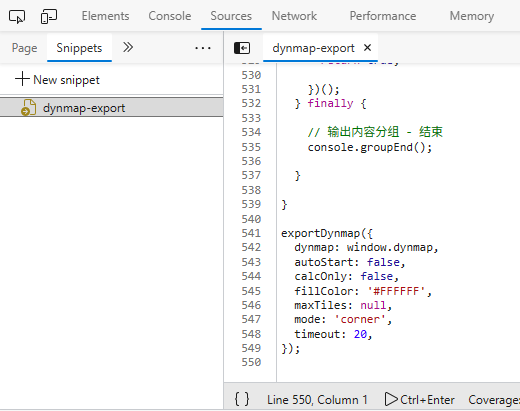 Elements Console Sources Network Performance Memory
Page Snippets dynmap-export
New snippet
dynmap-export
530
531 })();
532 } finally {
533
534 // 输出内容分组 - 结束
535 console.groupEnd();
536
537 }
538
539 }
540
541 exportDynmap({
542 dynmap: window.dynmap,
543 autoStart: false,
544 calcOnly: false,
545 fillColor: '#FFFFFF',
546 maxTiles: null,
547 mode: 'corner',
548 timeout: 20,
549 });
550
{ } Line 550, Column 1 Ctrl+Enter Coverage: